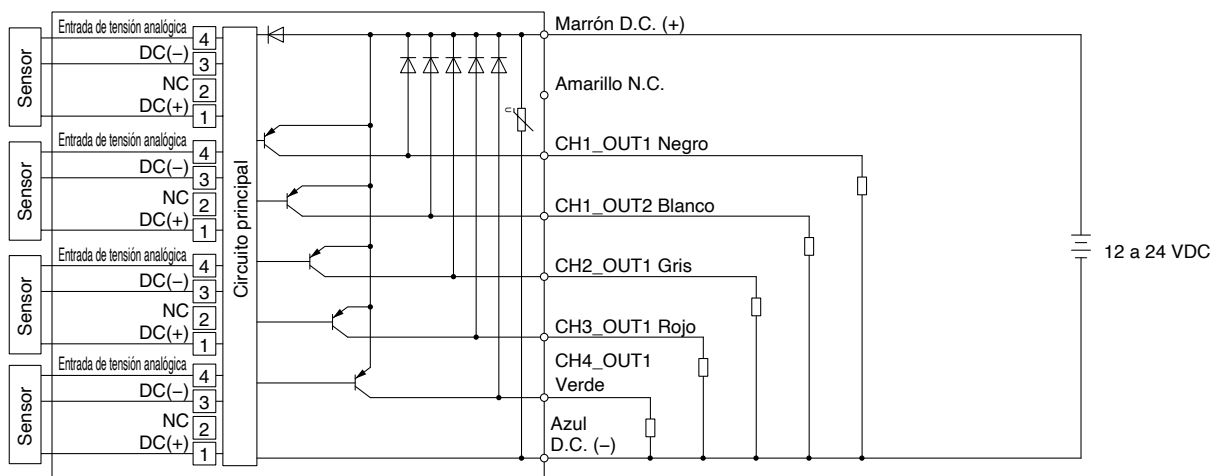 Sensor
Entrada de tensión analógica 4
DC(–) 3
NC 2
DC(+) 1
Sensor
Entrada de tensión analógica 4
DC(–) 3
NC 2
DC(+) 1
Sensor
Entrada de tensión analógica 4
DC(–) 3
NC 2
DC(+) 1
Sensor
Entrada de tensión analógica 4
DC(–) 3
NC 2
DC(+) 1
Circuito principal
U
Marrón D.C. (+)
Amarillo N.C.
CH1_OUT1 Negro
CH1_OUT2 Blanco
CH2_OUT1 Gris
CH3_OUT1 Rojo
CH4_OUT1
Verde
Azul
D.C. (–)
12 a 24 VDC